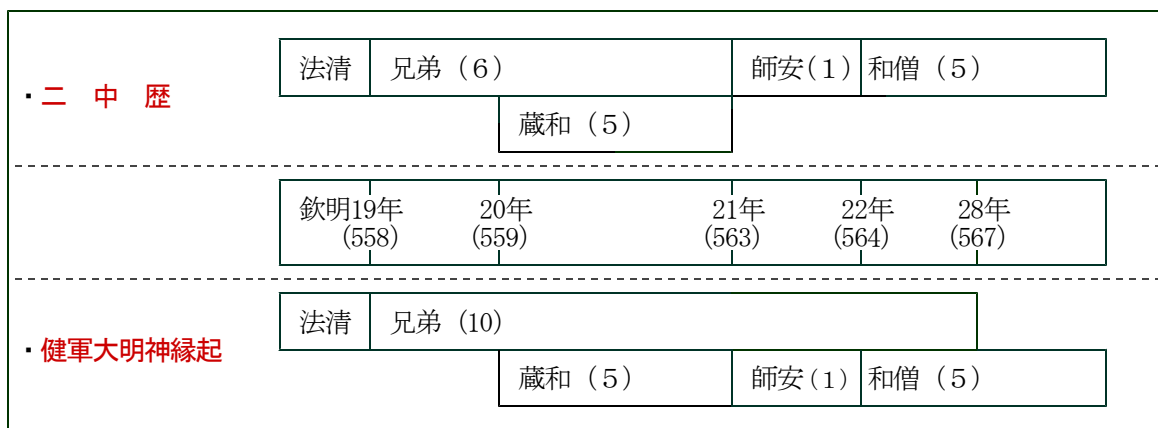 法清 兄弟（６） 師安(１) 和僧（５）
・二 中 歴
蔵和（５）
欽明19年 20年 21年 22年 28年
(558) (559) (563) (564) (567)
法清 兄弟（10）
・健軍大明神縁起
蔵和（５） 師安(１) 和僧（５）